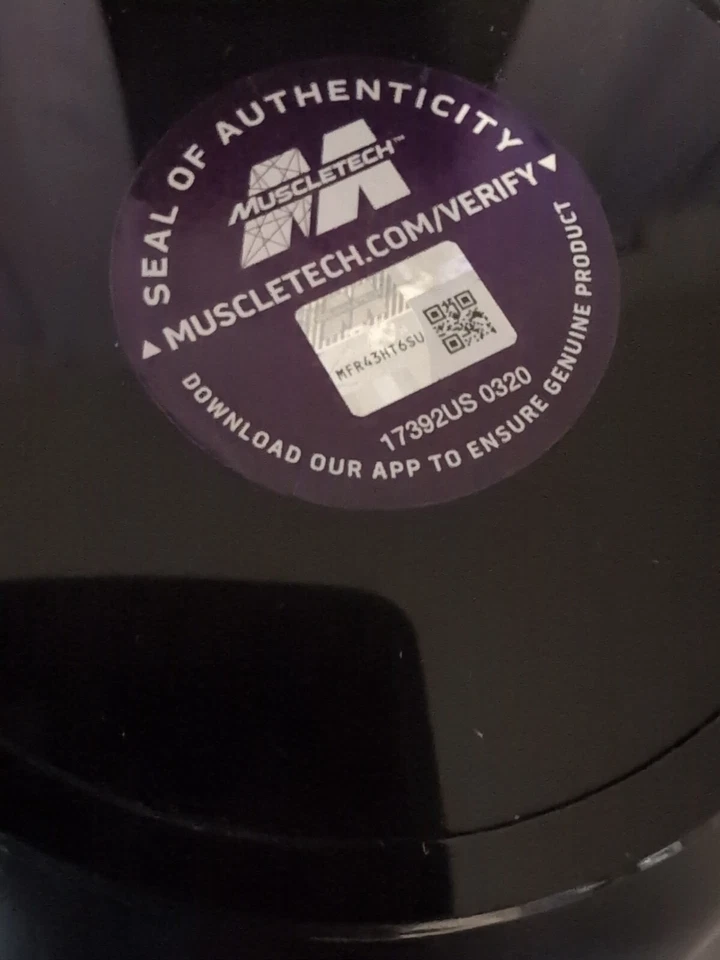 SEAL OF AUTHENTICITY
MUSCLETECH™
MUSCLETECH.COM/VERIFY
MFR43HT6SU
17392US 0320
DOWNLOAD OUR APP TO ENSURE GENUINE PRODUCT